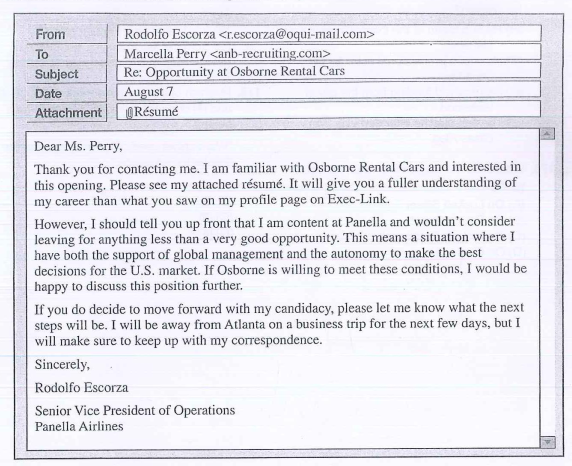 From Rodolfo Escorza <r.escorza@oqui-mail.com>
To Marcella Perry <anb-recruiting.com>
Subject Re: Opportunity at Osborne Rental Cars
Date August 7
Attachment @Résumé
Dear Ms. Perry,
Thank you for contacting me. I am familiar with Osborne Rental Cars and interested in
this opening. Please see my attached résumé. It will give you a fuller understanding of
my career than what you saw on my profile page on Exec-Link.
However, I should tell you up front that I am content at Panella and wouldn't consider
leaving for anything less than a very good opportunity. This means a situation where I
have both the support of global management and the autonomy to make the best
decisions for the U.S. market. If Osborne is willing to meet these conditions, I would be
happy to discuss this position further.
If you do decide to move forward with my candidacy, please let me know what the next
steps will be. I will be away from Atlanta on a business trip for the next few days, but I
will make sure to keep up with my correspondence.
Sincerely,
Rodolfo Escorza
Senior Vice President of Operations
Panella Airlines